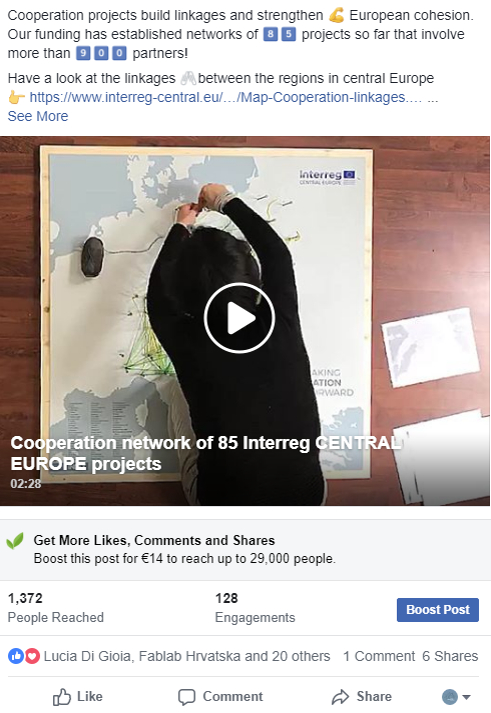 Cooperation projects build linkages and strengthen 💪 European cohesion.
Our funding has established networks of 8️⃣ 5️⃣ projects so far that involve
more than 9️⃣ 0️⃣ 0️⃣ partners!
Have a look at the linkages 🖇️between the regions in central Europe
👉 https://www.interreg-central.eu/…/Map-Cooperation-linkages.… ...
See More
Interreg
CENTRAL EUROPE
AKING
ATION
RWARD
Cooperation network of 85 Interreg CENTRAL
EUROPE projects
02:28
Get More Likes, Comments and Shares
Boost this post for €14 to reach up to 29,000 people.
1,372 128
People Reached Engagements Boost Post
Lucia Di Gioia, Fablab Hrvatska and 20 others 1 Comment 6 Shares
Like Comment Share